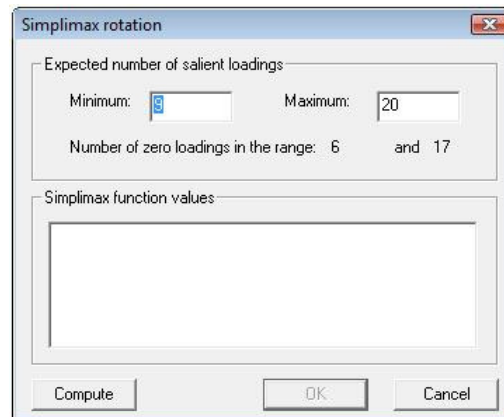 Simplimax rotation
Expected number of salient loadings
Minimum: 9 Maximum: 20
Number of zero loadings in the range: 6 and 17
Simplimax function values
Compute OK Cancel